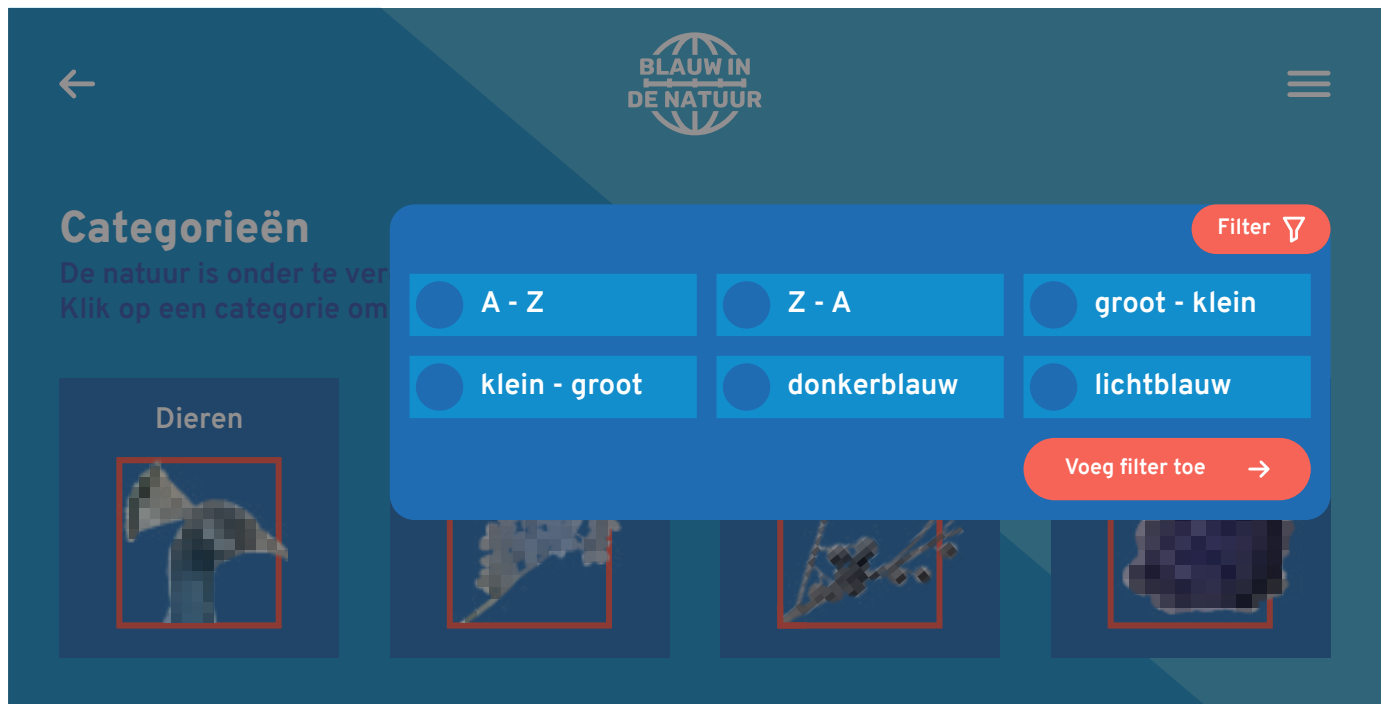 BLAUW IN
DE NATUUR
Categorieën
De natuur is onder te ver
Klik op een categorie om
Filter
A - Z
Z - A
groot - klein
klein - groot
donkerblauw
lichtblauw
Voeg filter toe
Dieren